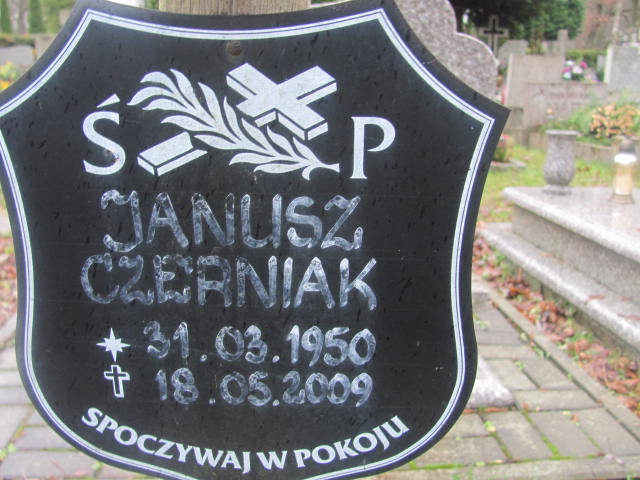 Ś P
JANUSZ
CZERNIAK
31.03.1950
18.05.2009
SPOCZYWAJ W POKOJU